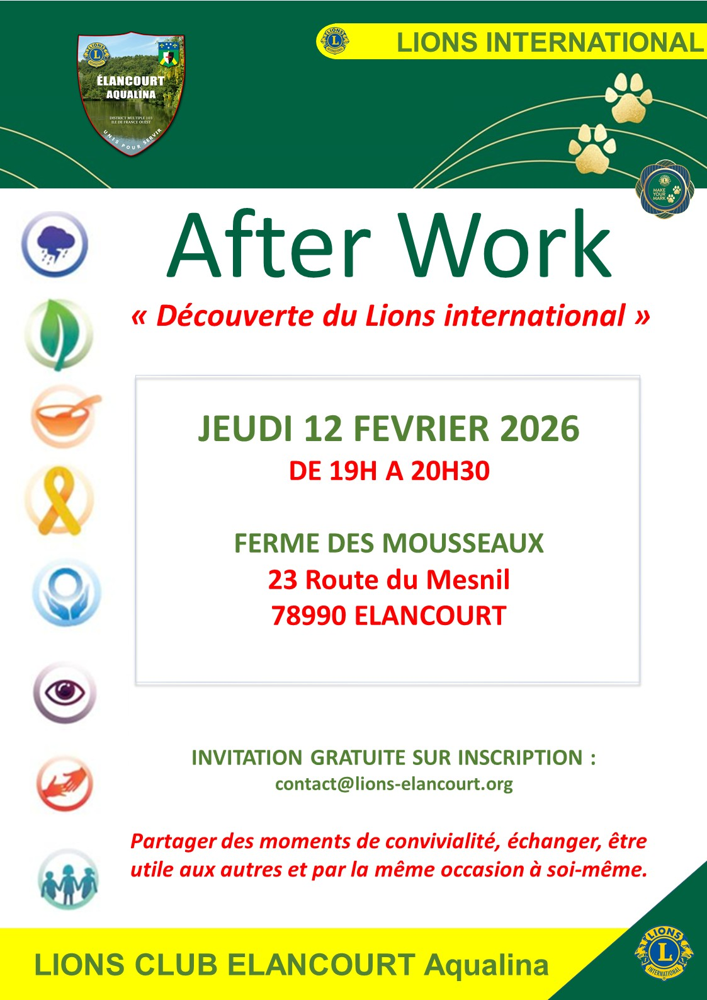 LIONS INTERNATIONAL
LIONS
L
INTERNATIONAL
ÉLANCOURT
AQUALINA
DISTRICT MULTIPLE 103
ILE DE FRANCE OUEST
UNIS POUR SERVIR
MAKE
YOUR
MARK
After Work
« Découverte du Lions international »
JEUDI 12 FEVRIER 2026
DE 19H A 20H30
FERME DES MOUSSEAUX
23 Route du Mesnil
78990 ELANCOURT
INVITATION GRATUITE SUR INSCRIPTION :
contact@lions-elancourt.org
Partager des moments de convivialité, échanger, être
utile aux autres et par la même occasion à soi-même.
LIONS CLUB ELANCOURT Aqualina
LIONS
L
INTERNATIONAL